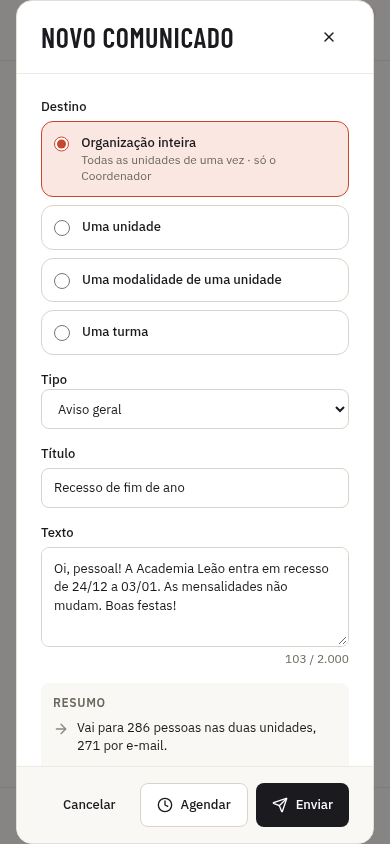 NOVO COMUNICADO
Destino
Organização inteira
Todas as unidades de uma vez · só o
Coordenador
Uma unidade
Uma modalidade de uma unidade
Uma turma
Tipo
Aviso geral
Título
Recesso de fim de ano
Texto
Oi, pessoal! A Academia Leão entra em recesso
de 24/12 a 03/01. As mensalidades não
mudam. Boas festas!
103 / 2.000
RESUMO
Vai para 286 pessoas nas duas unidades,
271 por e-mail.
Cancelar
Agendar
Enviar